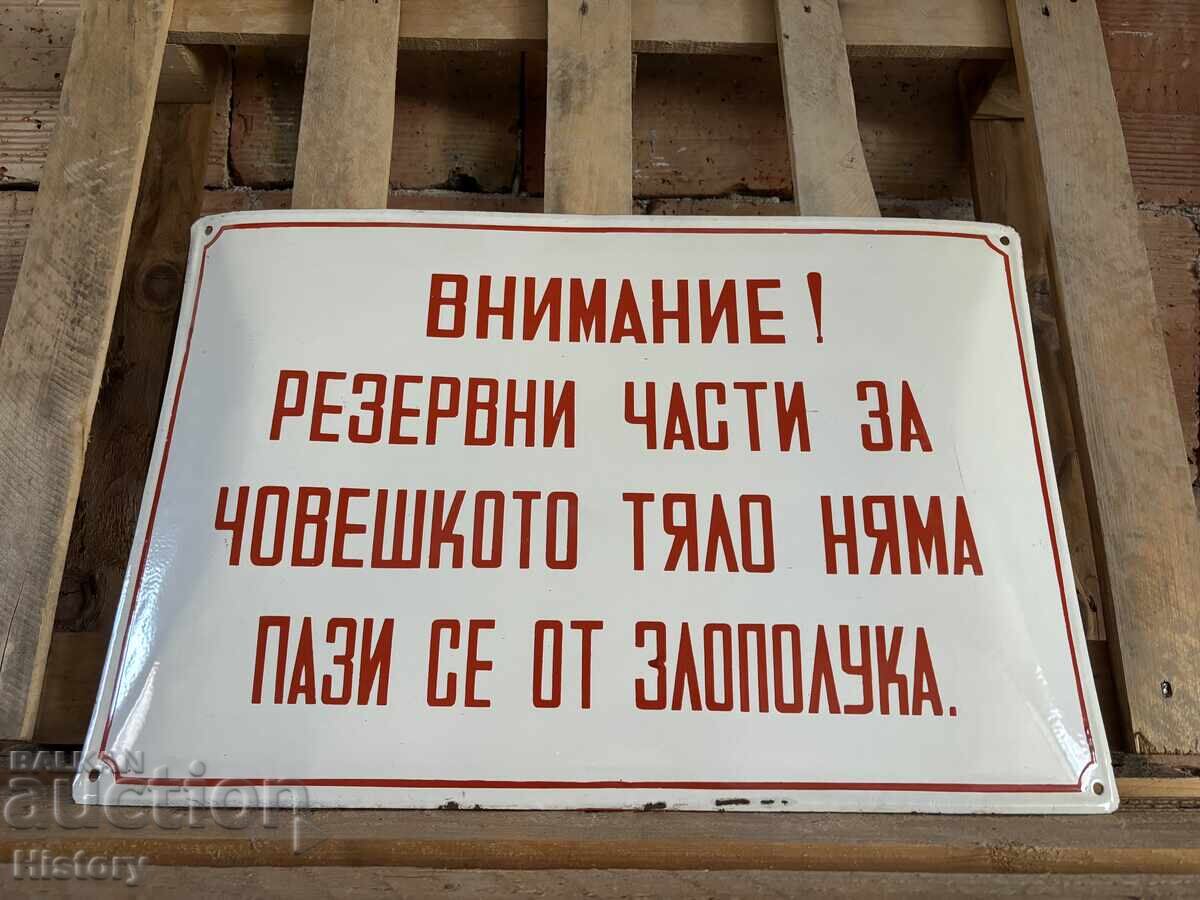 ВНИМАНИЕ!
РЕЗЕРВНИ ЧАСТИ ЗА
ЧОВЕШКОТО ТЯЛО НЯМА
ПАЗИ СЕ ОТ ЗЛОПОЛУКА.
BALKAN
auction
History